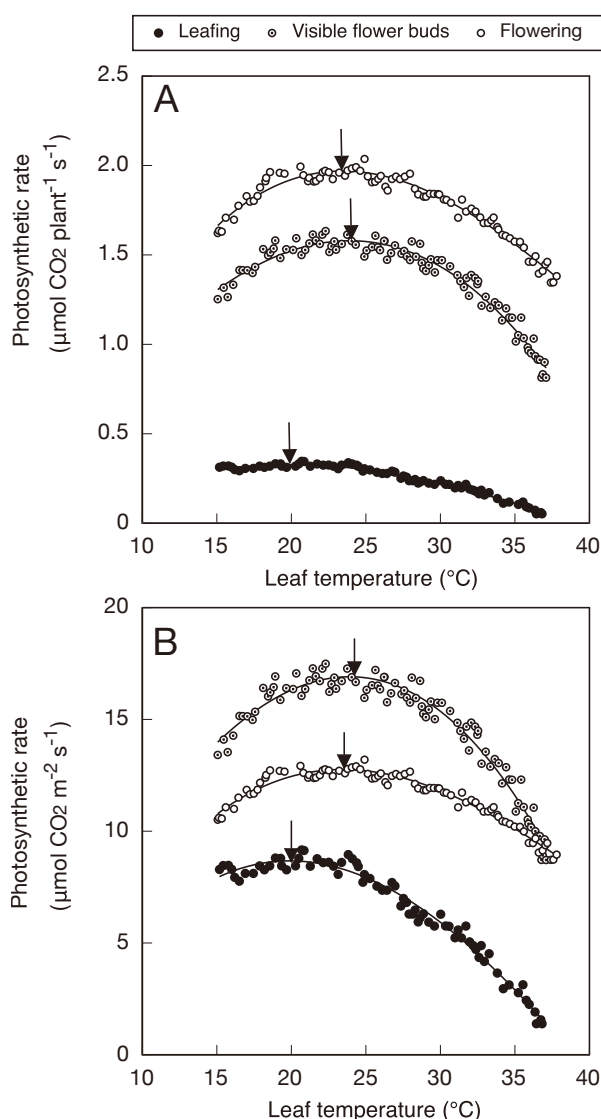 Leafing Visible flower buds Flowering
A
Photosynthetic rate
(µmol CO2 plant⁻¹ s⁻¹)
2.5
2.0
1.5
1.0
0.5
0
10 15 20 25 30 35 40
Leaf temperature (°C)
B
Photosynthetic rate
(µmol CO2 m⁻² s⁻¹)
20
15
10
5
0
10 15 20 25 30 35 40
Leaf temperature (°C)